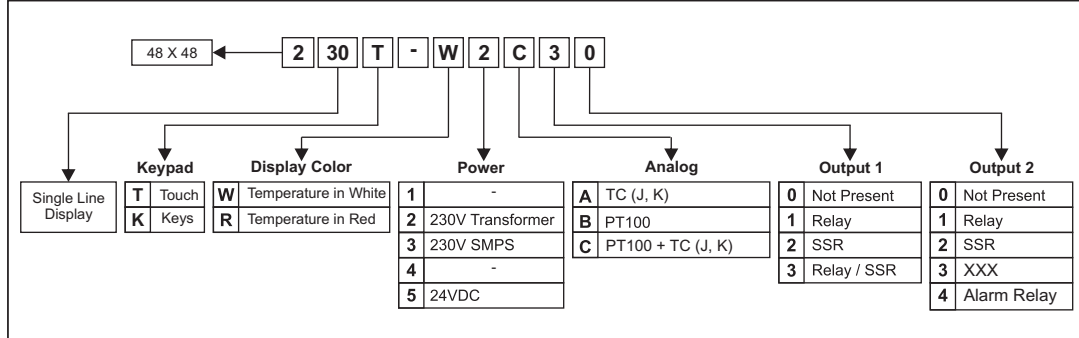 48 X 48 2 30 T - W 2 C 3 0
Keypad Display Color Power Analog Output 1 Output 2
Single Line
Display
T Touch
K Keys
W Temperature in White
R Temperature in Red
1 -
2 230V Transformer
3 230V SMPS
4 -
5 24VDC
A TC (J, K)
B PT100
C PT100 + TC (J, K)
0 Not Present
1 Relay
2 SSR
3 Relay / SSR
0 Not Present
1 Relay
2 SSR
3 XXX
4 Alarm Relay